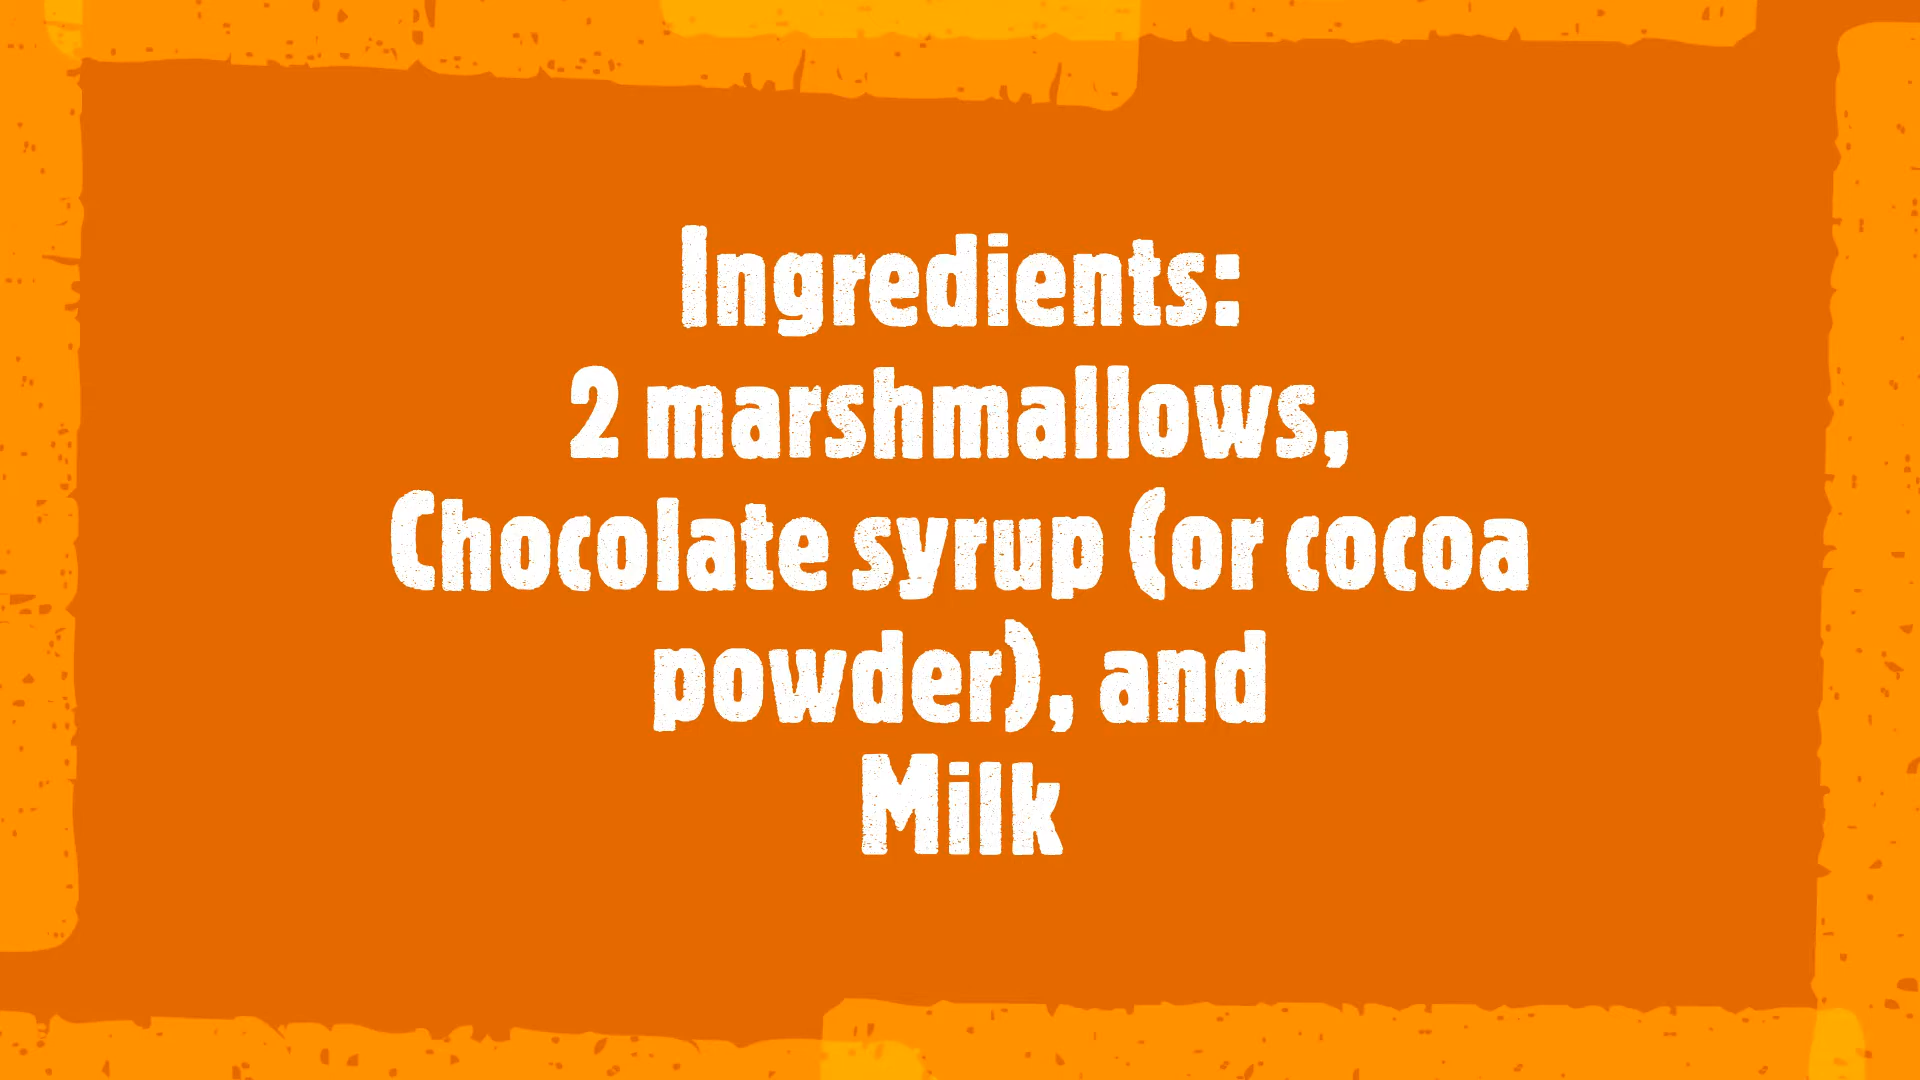 Ingredients:
2 marshmallows,
Chocolate syrup (or cocoa
powder), and
Milk